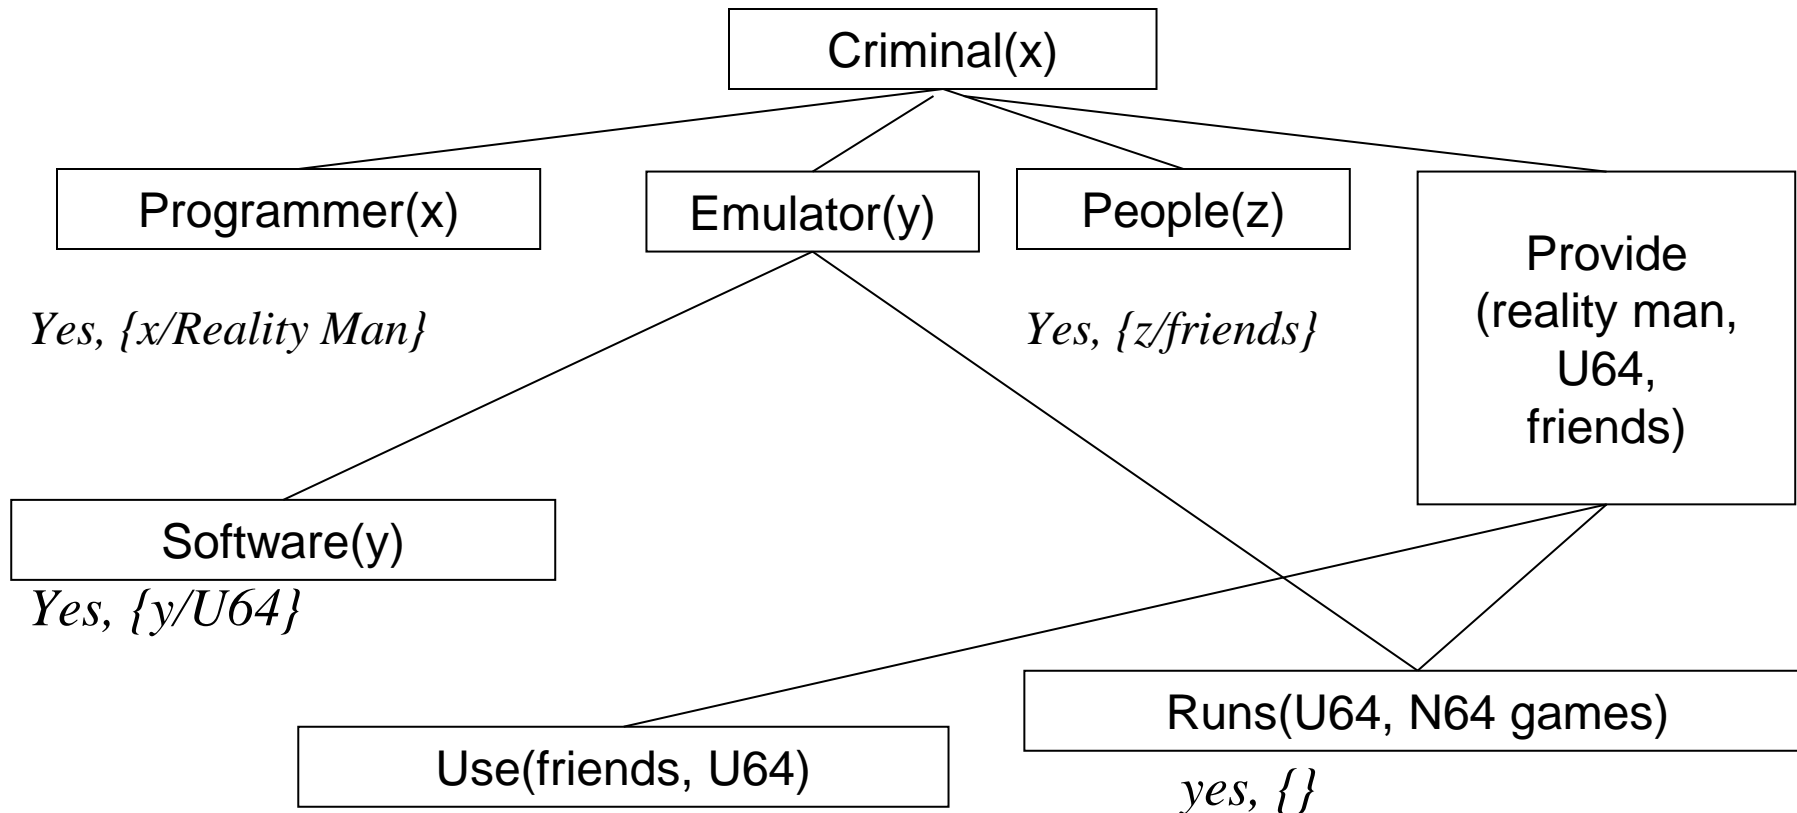 Criminal(x)
Programmer(x)
Emulator(y)
People(z)
Provide
(reality man,
U64,
friends)
Yes, {x/Reality Man}
Yes, {z/friends}
Software(y)
Yes, {y/U64}
Runs(U64, N64 games)
Use(friends, U64)
yes, {}